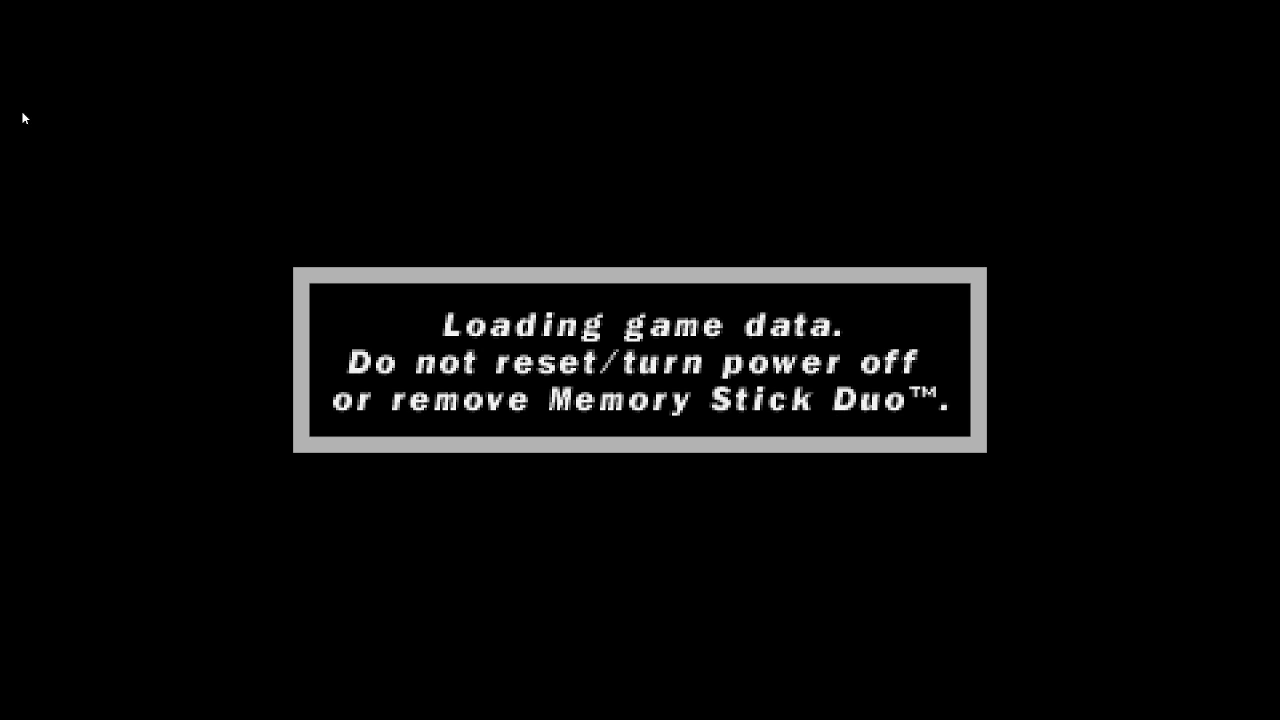 Loading game data.
Do not reset/turn power off
or remove Memory Stick Duo™.